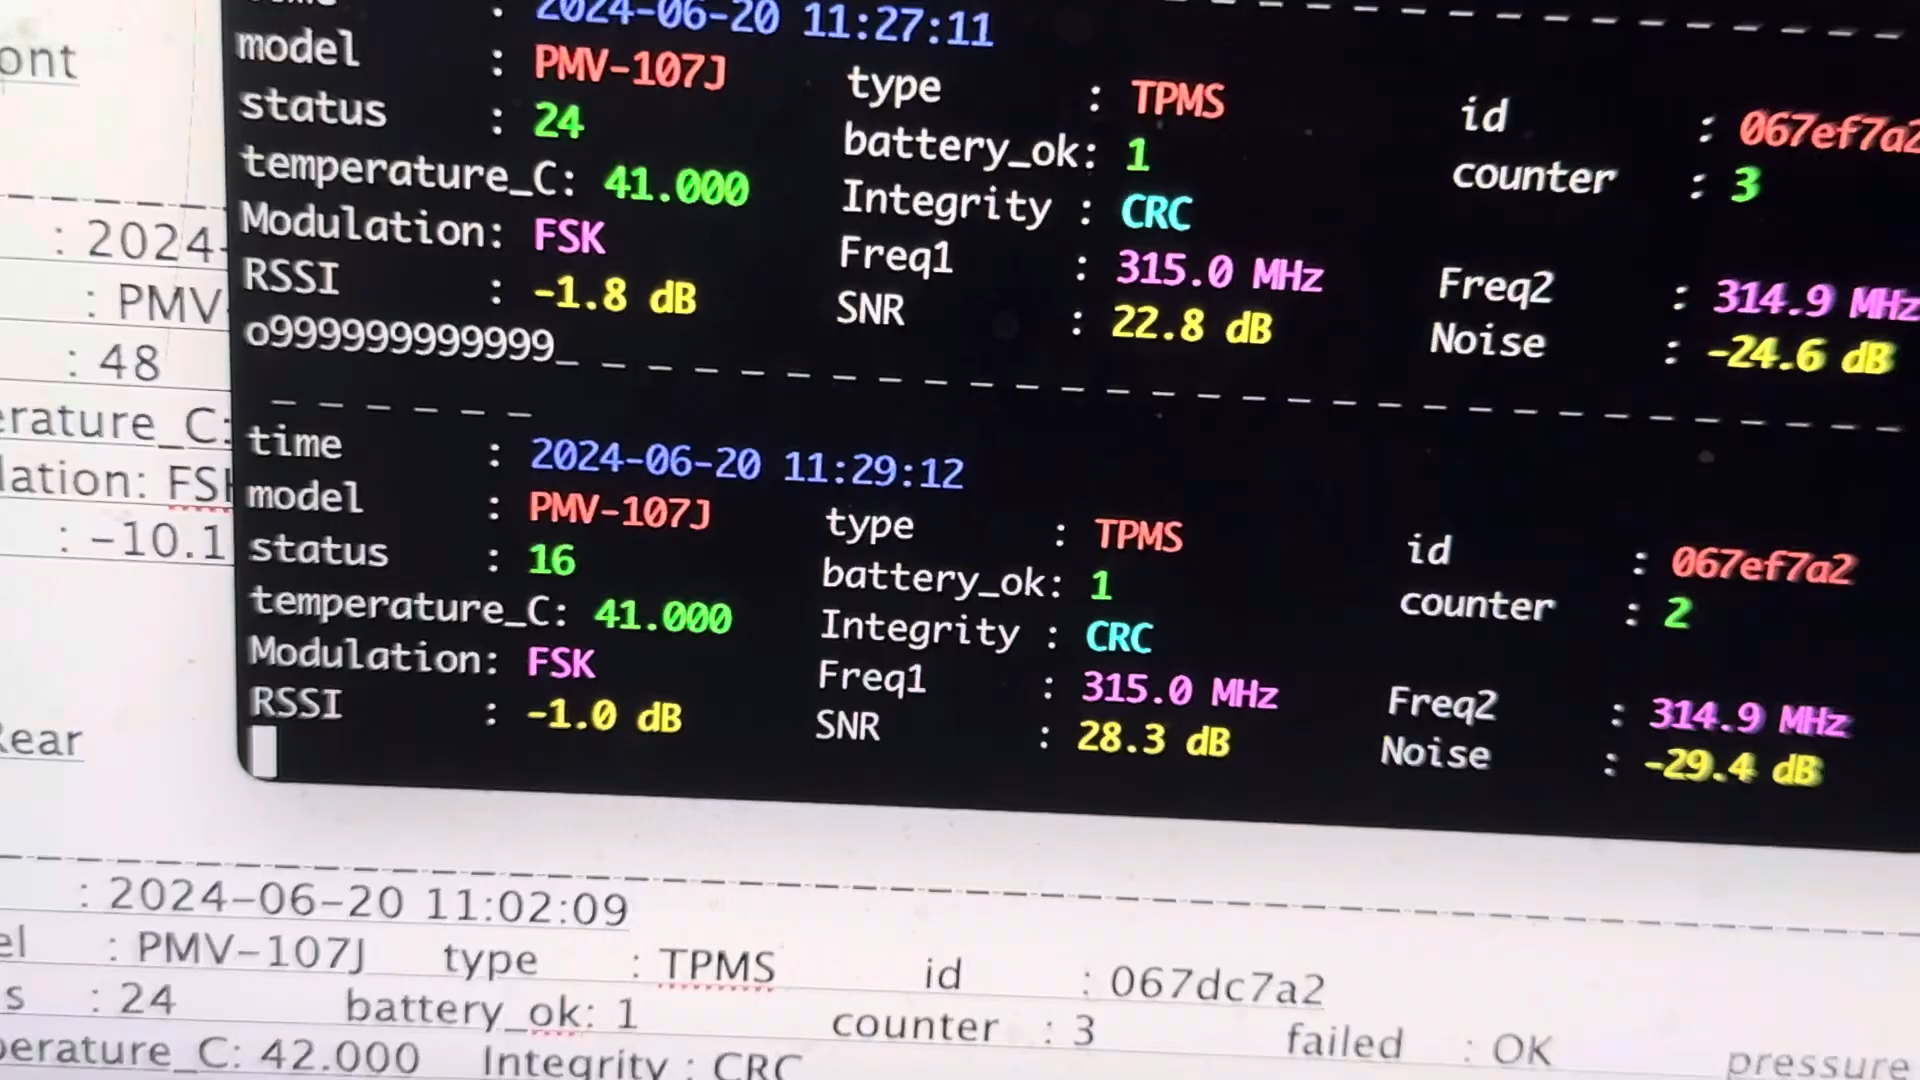 time : 2024-06-20 11:27:11
model : PMV-107J type : TPMS id : 067ef7a2
status : 24 battery_ok: 1 counter : 3
temperature_C: 41.000 Integrity : CRC
Modulation: FSK Freq1 : 315.0 MHz Freq2 : 314.9 MHz
RSSI : -1.8 dB SNR : 22.8 dB Noise : -24.6 dB
o9999999999999_ _ _ _ _ _ _ _ _ _ _ _ _ _ _ _ _ _ _ _ _ _ _ _ _ _ _ _ _ _
_ _ _ _ _ _ _
time : 2024-06-20 11:29:12
model : PMV-107J type : TPMS id : 067ef7a2
status : 16 battery_ok: 1 counter : 2
temperature_C: 41.000 Integrity : CRC
Modulation: FSK Freq1 : 315.0 MHz Freq2 : 314.9 MHz
RSSI : -1.0 dB SNR : 28.3 dB Noise : -29.4 dB
ont
: 2024-
: PMV-
: 48
erature_C:
lation: FSK
: -10.1
Rear
: 2024-06-20 11:02:09
el : PMV-107J type : TPMS id : 067dc7a2
s : 24 battery_ok: 1 counter : 3 failed : OK pressure
perature_C: 42.000 Integrity : CRC